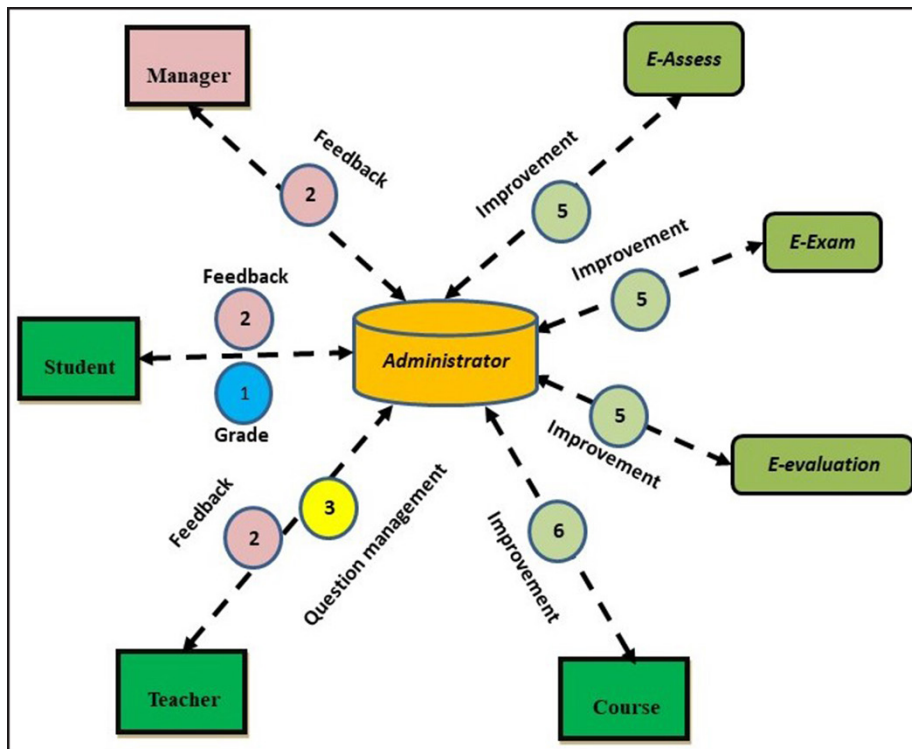 Manager
E-Assess
Feedback
2
Improvement
5
E-Exam
Improvement
5
Feedback
2
Student
1
Grade
Administrator
5
Improvement
E-evaluation
Feedback
2
3
Question management
6
Improvement
Teacher
Course